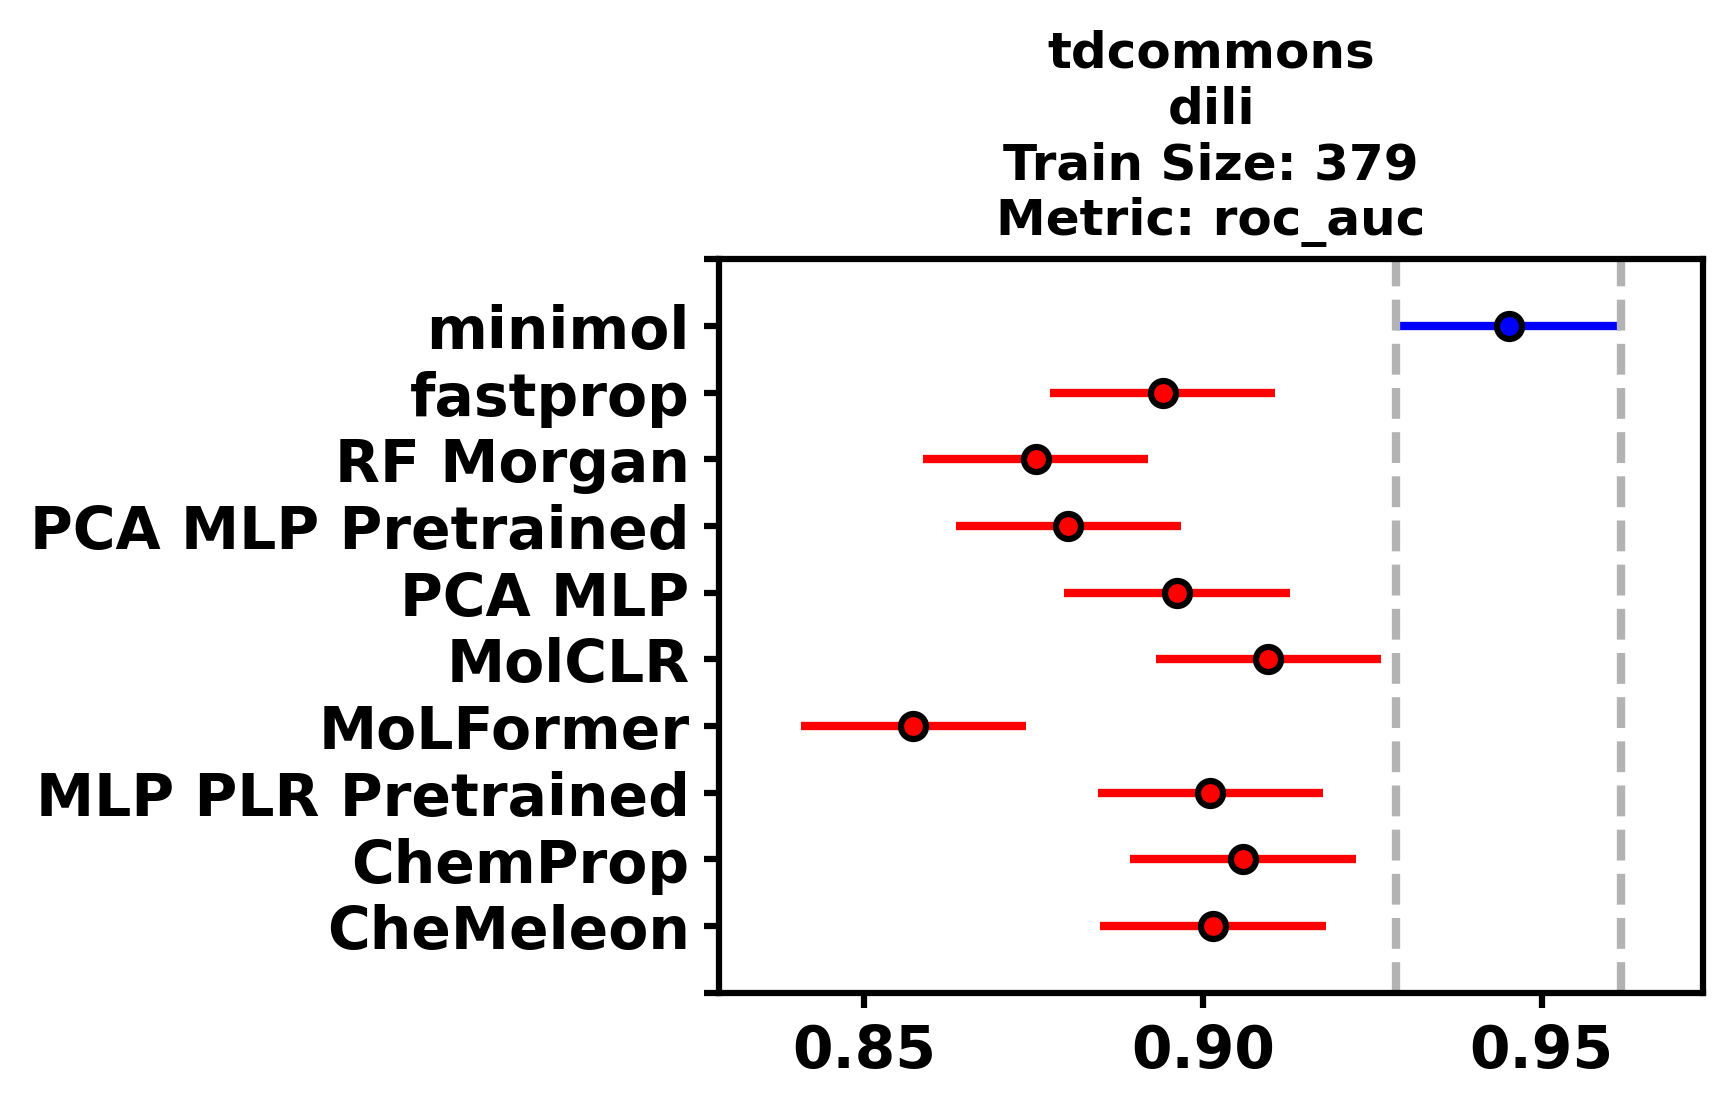 tdcommons
dili
Train Size: 379
Metric: roc_auc
minimol
fastprop
RF Morgan
PCA MLP Pretrained
PCA MLP
MolCLR
MoLFormer
MLP PLR Pretrained
ChemProp
CheMeleon
0.85 0.90 0.95